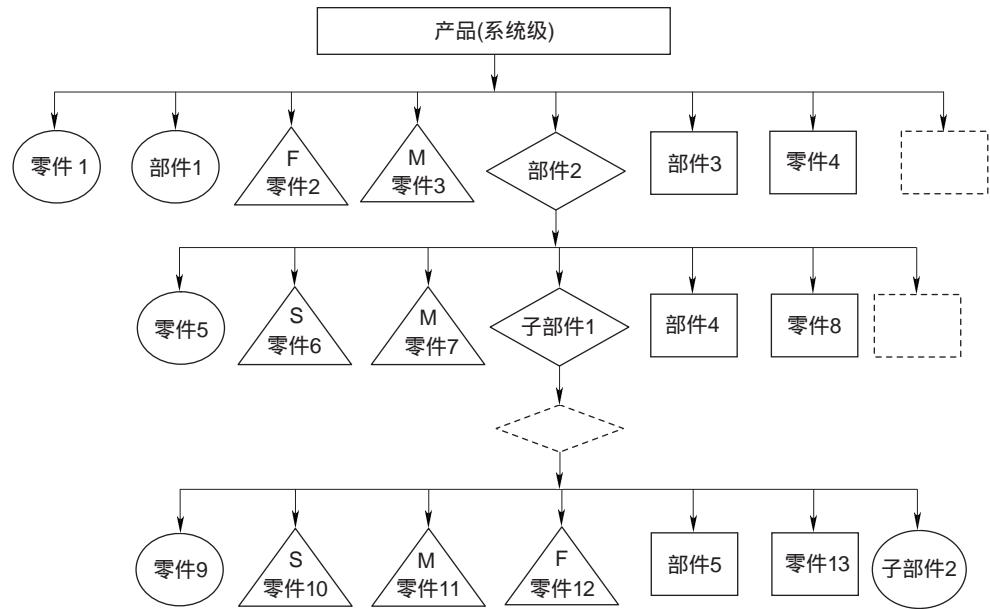 产品(系统级)
零件 1
部件1
F
零件2
M
零件3
部件2
部件3
零件4
零件5
S
零件6
M
零件7
子部件1
部件4
零件8
零件9
S
零件10
M
零件11
F
零件12
部件5
零件13
子部件2